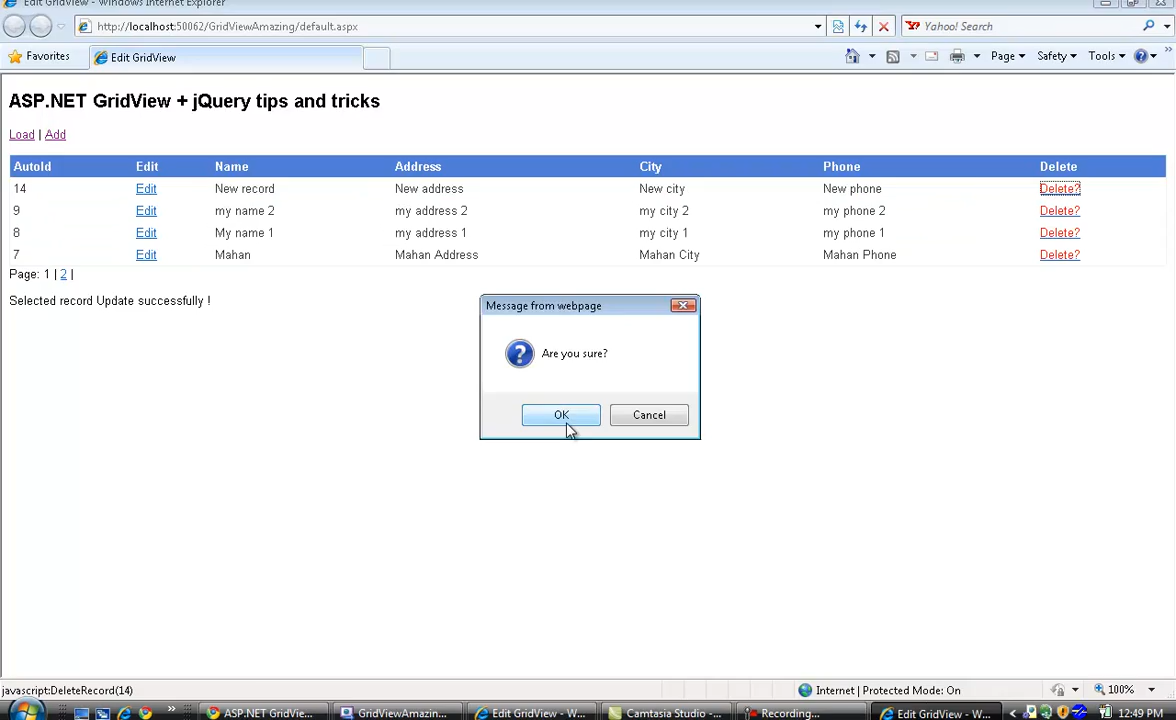 Edit GridView - Windows Internet Explorer
http://localhost:50062/GridViewAmazing/default.aspx
Yahoo! Search
Favorites
Edit GridView
Page
Safety
Tools
ASP.NET GridView + jQuery tips and tricks
Load | Add
AutoId Edit Name Address City Phone Delete
14 Edit New record New address New city New phone Delete?
9 Edit my name 2 my address 2 my city 2 my phone 2 Delete?
8 Edit My name 1 my address 1 my city 1 my phone 1 Delete?
7 Edit Mahan Mahan Address Mahan City Mahan Phone Delete?
Page: 1 | 2 |
Selected record Update successfully !
Message from webpage
Are you sure?
OK Cancel
javascript:DeleteRecord(14)
Internet | Protected Mode: On
100%
ASP.NET GridVie...
GridViewAmazin...
Edit GridView - W...
Camtasia Studio -...
Recording...
Edit GridView - W...
12:49 PM